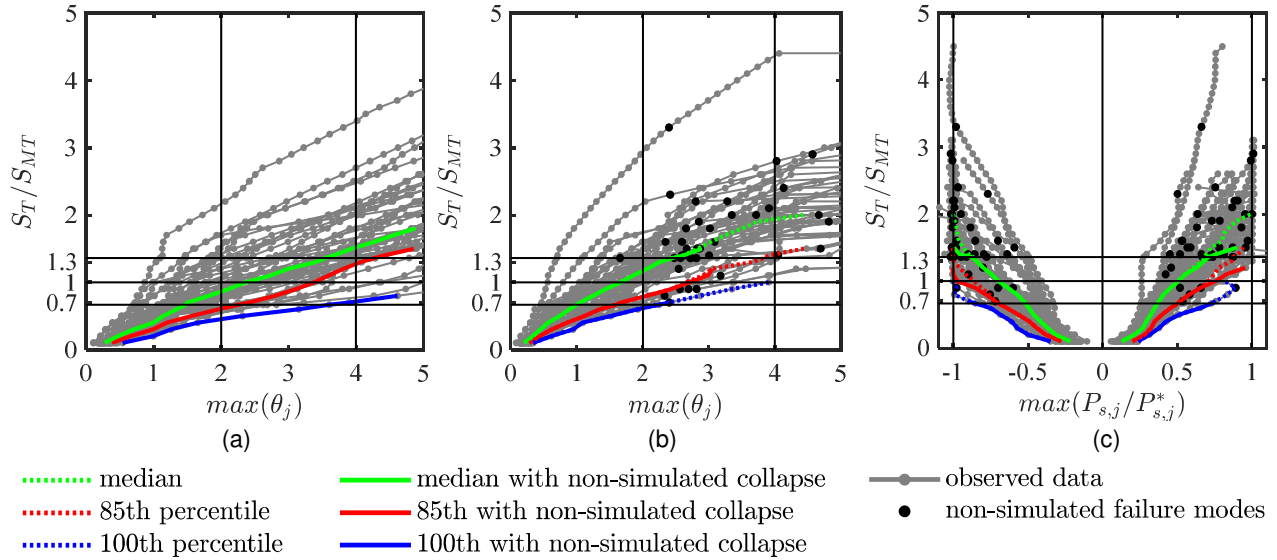 5
4
3
2
1.3
1
0.7
0
S_T/S_MT
0 1 2 3 4 5
max(θ_j)
(a)
5
4
3
2
1.3
1
0.7
0
S_T/S_MT
0 1 2 3 4 5
max(θ_j)
(b)
5
4
3
2
1.3
1
0.7
0
S_T/S_MT
-1 -0.5 0 0.5 1
max(P_{s,j}/P*_{s,j})
(c)
median
85th percentile
100th percentile
median with non-simulated collapse
85th with non-simulated collapse
100th with non-simulated collapse
observed data
non-simulated failure modes